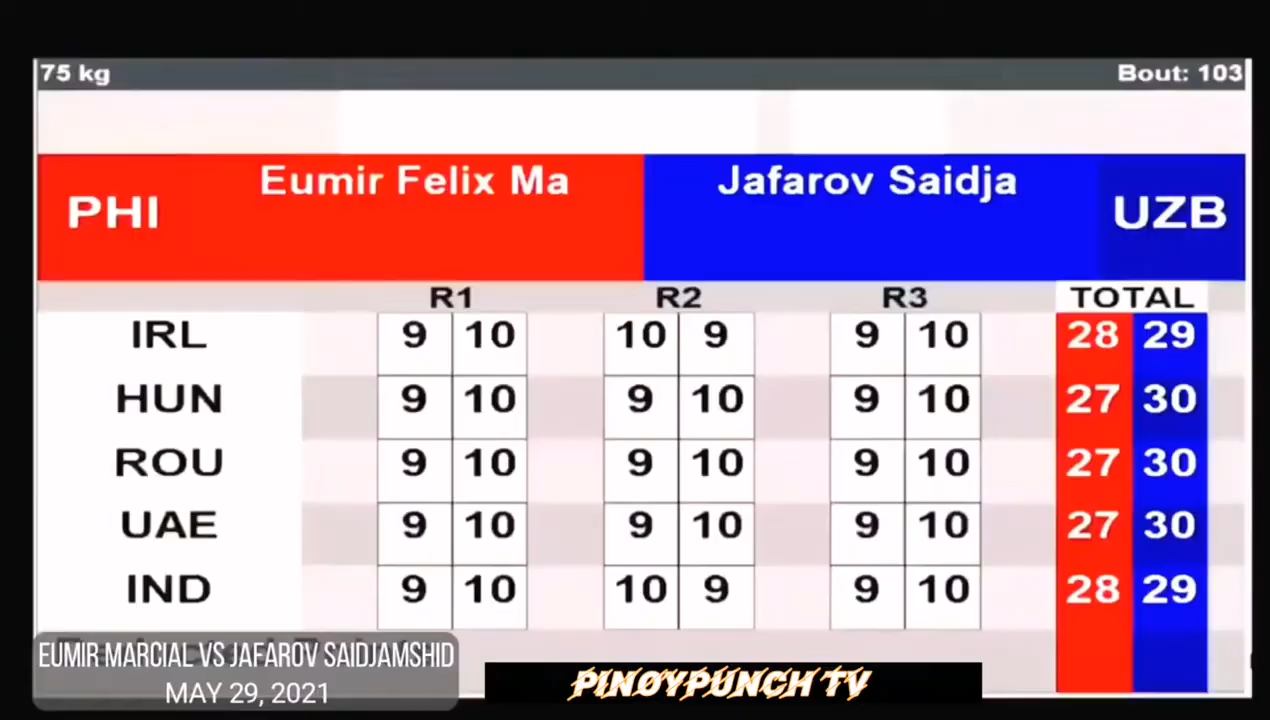 75 kg Bout: 103
PHI Eumir Felix Ma Jafarov Saidja UZB
R1 R2 R3 TOTAL
IRL 9 10 10 9 9 10 28 29
HUN 9 10 9 10 9 10 27 30
ROU 9 10 9 10 9 10 27 30
UAE 9 10 9 10 9 10 27 30
IND 9 10 10 9 9 10 28 29
EUMIR MARCIAL VS JAFAROV SAIDJAMSHID
MAY 29, 2021
PINOYPUNCH TV